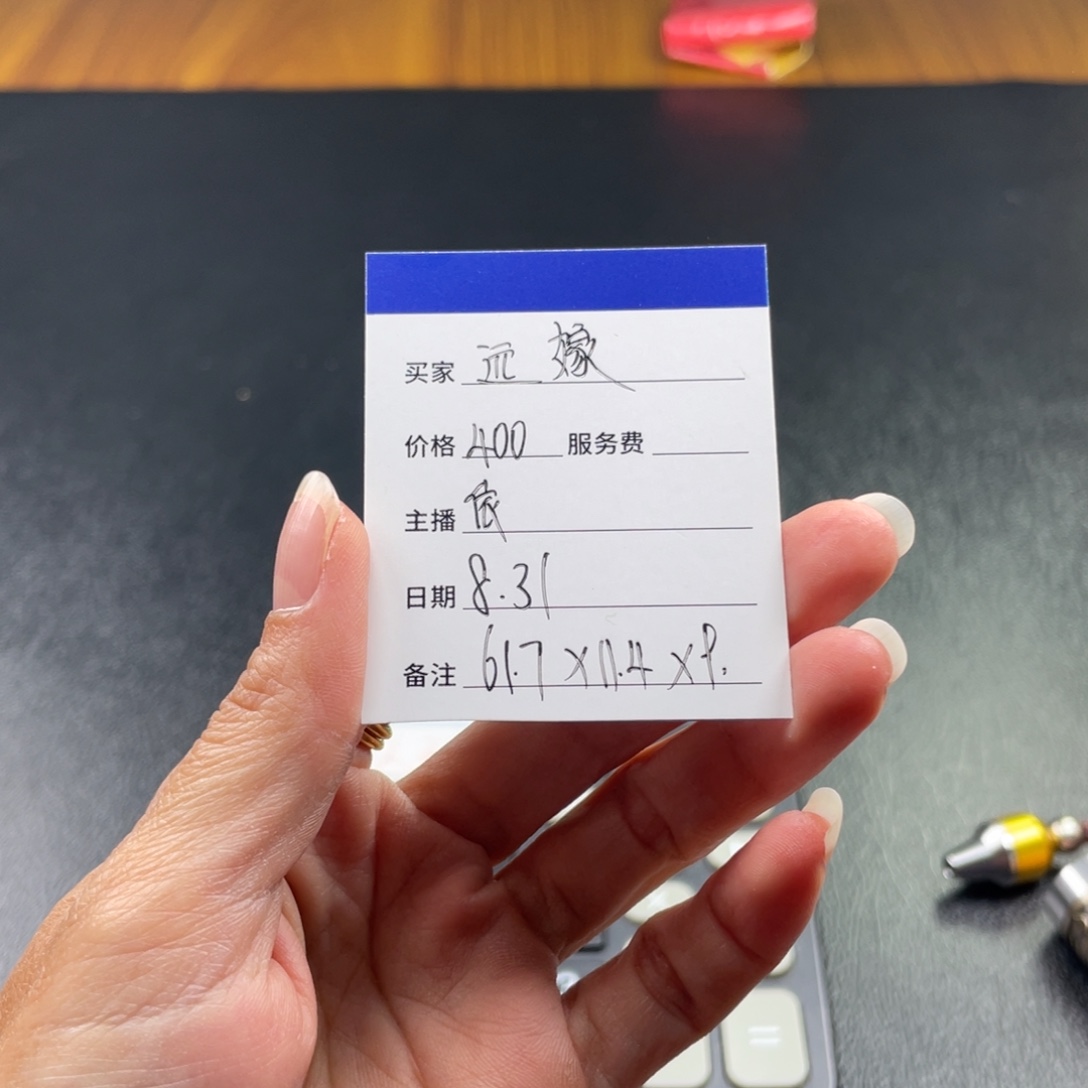 买家 远嫁
价格 400 服务费
主播 依
日期 8.31
备注 61.7×11.4×9.